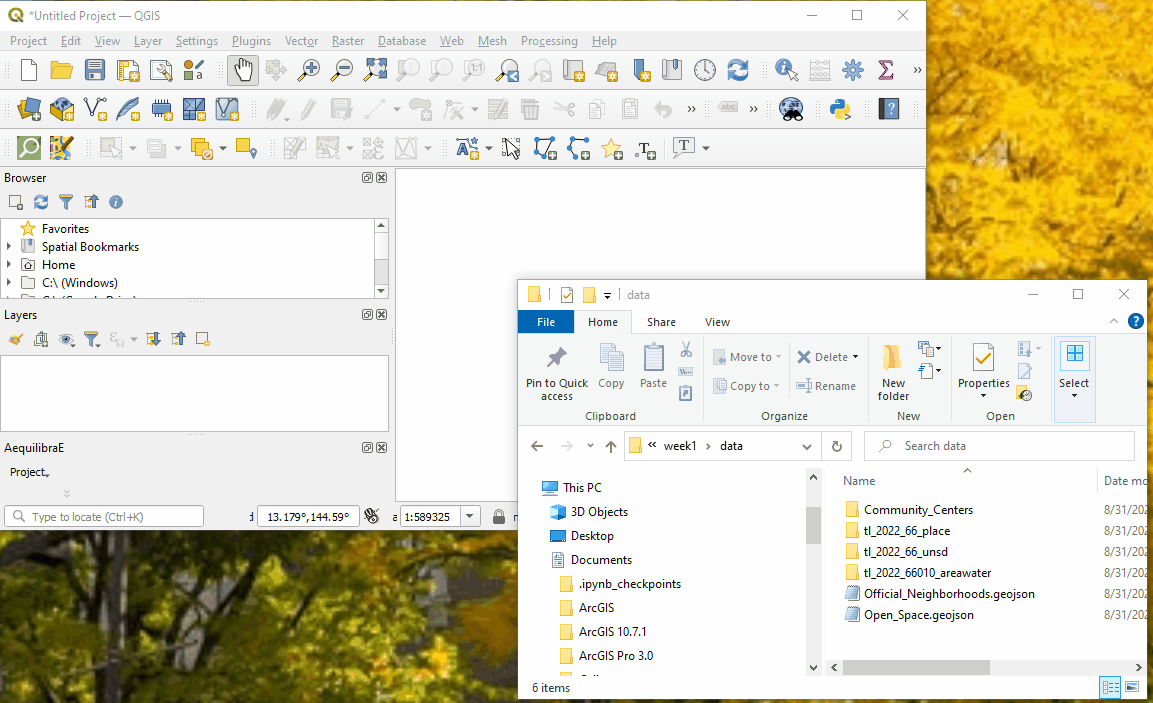 *Untitled Project — QGIS
Project Edit View Layer Settings Plugins Vector Raster Database Web Mesh Processing Help
1:1
»
» abc »
?
T T
Browser
Favorites
Spatial Bookmarks
Home
C:\ (Windows)
Layers
AequilibraE
Project
Type to locate (Ctrl+K) 13.179°,144.59° 1:589325
data
File Home Share View
Pin to Quick access
Copy
Paste
Clipboard
Move to
Copy to
Delete
Rename
Organize
New folder
New
Properties
Open
Select
« week1 › data
Search data
This PC
3D Objects
Desktop
Documents
.ipynb_checkpoints
ArcGIS
ArcGIS 10.7.1
ArcGIS Pro 3.0
Name Date mo
Community_Centers 8/31/202
tl_2022_66_place 8/31/202
tl_2022_66_unsd 8/31/202
tl_2022_66010_areawater 8/31/202
Official_Neighborhoods.geojson 8/31/202
Open_Space.geojson 8/31/202
6 items